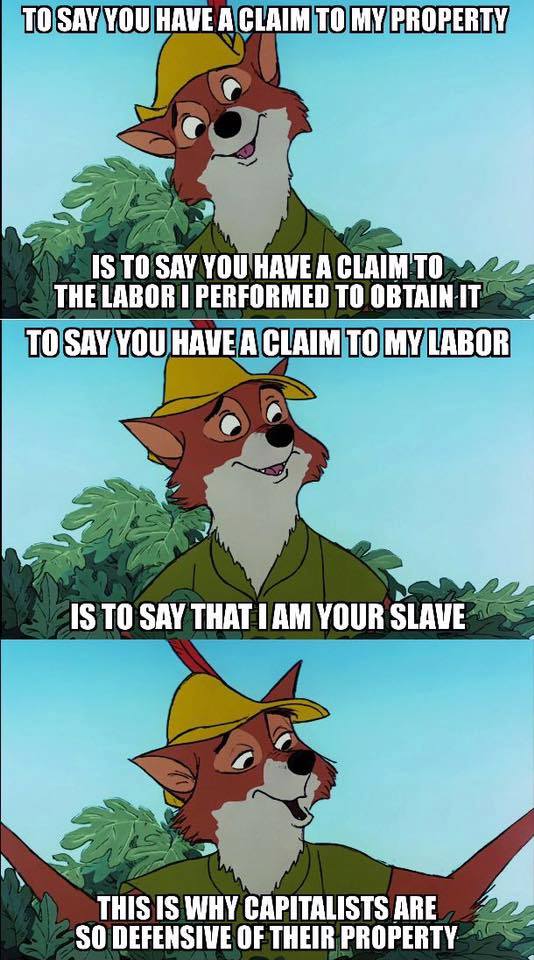 TO SAY YOU HAVE A CLAIM TO MY PROPERTY
IS TO SAY YOU HAVE A CLAIM TO
THE LABOR I PERFORMED TO OBTAIN IT
TO SAY YOU HAVE A CLAIM TO MY LABOR
IS TO SAY THAT I AM YOUR SLAVE
THIS IS WHY CAPITALISTS ARE
SO DEFENSIVE OF THEIR PROPERTY